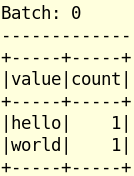 Batch: 0
-------------
+-----+-----+
|value|count|
+-----+-----+
|hello|    1|
|world|    1|
+-----+-----+